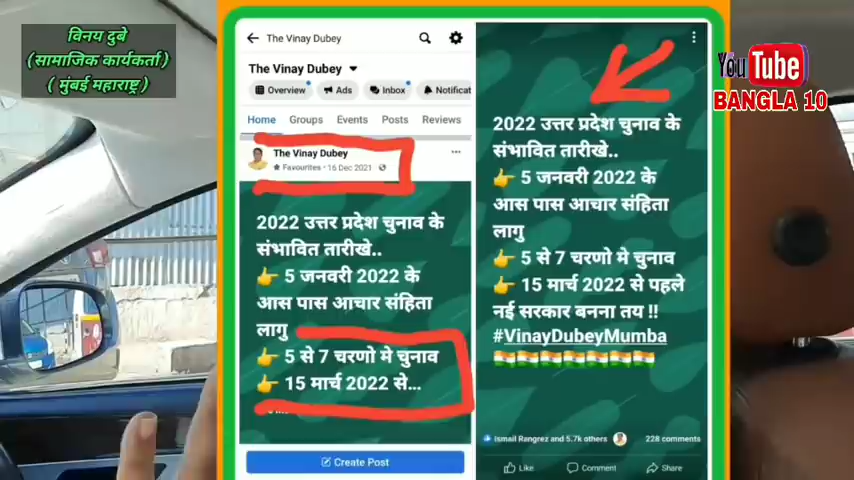 विनय दुबे
(सामाजिक कार्यकर्ता)
( मुंबई महाराष्ट्र )
The Vinay Dubey
The Vinay Dubey
Overview
Ads
Inbox
Notificat
Home
Groups
Events
Posts
Reviews
The Vinay Dubey
Favourites · 16 Dec 2021
2022 उत्तर प्रदेश चुनाव के
संभावित तारीखे..
👉 5 जनवरी 2022 के
आस पास आचार संहिता
लागु
👉 5 से 7 चरणो मे चुनाव
👉 15 मार्च 2022 से...
Create Post
2022 उत्तर प्रदेश चुनाव के
संभावित तारीखे..
👉 5 जनवरी 2022 के
आस पास आचार संहिता
लागु
👉 5 से 7 चरणो मे चुनाव
👉 15 मार्च 2022 से पहले
नई सरकार बनना तय !!
#VinayDubeyMumba
🇮🇳🇮🇳🇮🇳🇮🇳🇮🇳🇮🇳🇮🇳
Ismail Rangrez and 5.7k others
228 comments
Like
Comment
Share
YouTube
BANGLA 10